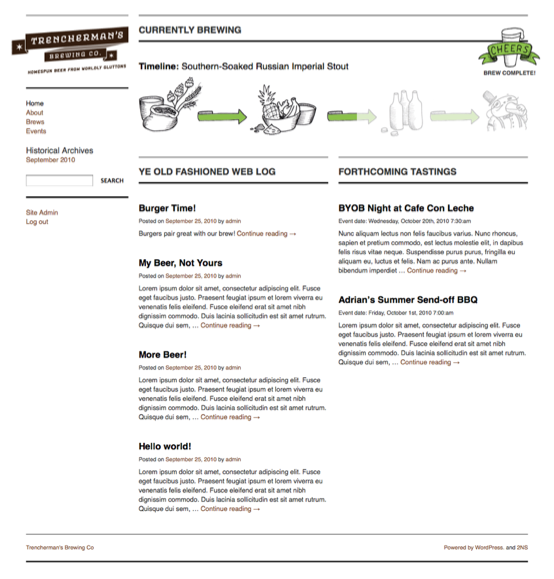 TRENCHERMAN'S
BREWING CO.
HOMESPUN BEER FROM WORLDLY GLUTTONS
Home
About
Brews
Events
Historical Archives
September 2010
SEARCH
Site Admin
Log out
CURRENTLY BREWING
CHEERS
BREW COMPLETE!
Timeline: Southern-Soaked Russian Imperial Stout
YE OLD FASHIONED WEB LOG
Burger Time!
Posted on September 25, 2010 by admin
Burgers pair great with our brew! Continue reading →
My Beer, Not Yours
Posted on September 25, 2010 by admin
Lorem ipsum dolor sit amet, consectetur adipiscing elit. Fusce
eget faucibus justo. Praesent feugiat ipsum et lorem viverra eu
venenatis felis eleifend. Fusce eleifend erat sit amet nibh
dignissim commodo. Duis lacinia sollicitudin est sit amet rutrum.
Quisque dui sem, ... Continue reading →
More Beer!
Posted on September 25, 2010 by admin
Lorem ipsum dolor sit amet, consectetur adipiscing elit. Fusce
eget faucibus justo. Praesent feugiat ipsum et lorem viverra eu
venenatis felis eleifend. Fusce eleifend erat sit amet nibh
dignissim commodo. Duis lacinia sollicitudin est sit amet rutrum.
Quisque dui sem, ... Continue reading →
Hello world!
Posted on September 25, 2010 by admin
Lorem ipsum dolor sit amet, consectetur adipiscing elit. Fusce
eget faucibus justo. Praesent feugiat ipsum et lorem viverra eu
venenatis felis eleifend. Fusce eleifend erat sit amet nibh
dignissim commodo. Duis lacinia sollicitudin est sit amet rutrum.
Quisque dui sem, ... Continue reading →
FORTHCOMING TASTINGS
BYOB Night at Cafe Con Leche
Event date: Wednesday, October 20th, 2010 7:30 am
Nunc aliquam lectus non felis faucibus varius. Nunc rhoncus,
sapien et pretium commodo, est lectus molestie elit, in dapibus
felis risus vitae neque. Suspendisse purus purus, fringilla eu
aliquam eu, luctus et felis. Nam ac purus ante. Nullam
bibendum imperdiet ... Continue reading →
Adrian's Summer Send-off BBQ
Event date: Friday, October 1st, 2010 7:00 am
Lorem ipsum dolor sit amet, consectetur adipiscing elit. Fusce
eget faucibus justo. Praesent feugiat ipsum et lorem viverra eu
venenatis felis eleifend. Fusce eleifend erat sit amet nibh
dignissim commodo. Duis lacinia sollicitudin est sit amet rutrum.
Quisque dui sem, ... Continue reading →
Trencherman's Brewing Co
Powered by WordPress. and 2NS